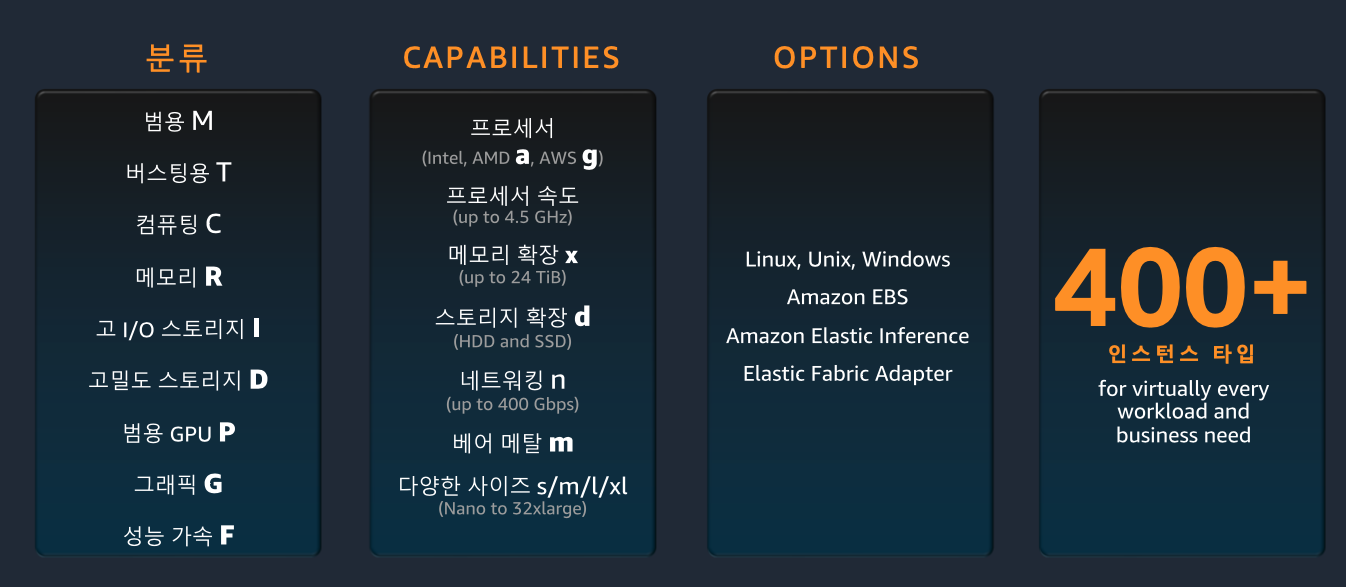 분류
범용 M
버스팅용 T
컴퓨팅 C
메모리 R
고 I/O 스토리지 I
고밀도 스토리지 D
범용 GPU P
그래픽 G
성능 가속 F
CAPABILITIES
프로세서
(Intel, AMD a, AWS g)
프로세서 속도
(up to 4.5 GHz)
메모리 확장 x
(up to 24 TiB)
스토리지 확장 d
(HDD and SSD)
네트워킹 n
(up to 400 Gbps)
베어 메탈 m
다양한 사이즈 s/m/l/xl
(Nano to 32xlarge)
OPTIONS
Linux, Unix, Windows
Amazon EBS
Amazon Elastic Inference
Elastic Fabric Adapter
400+
인스턴스 타입
for virtually every
workload and
business need